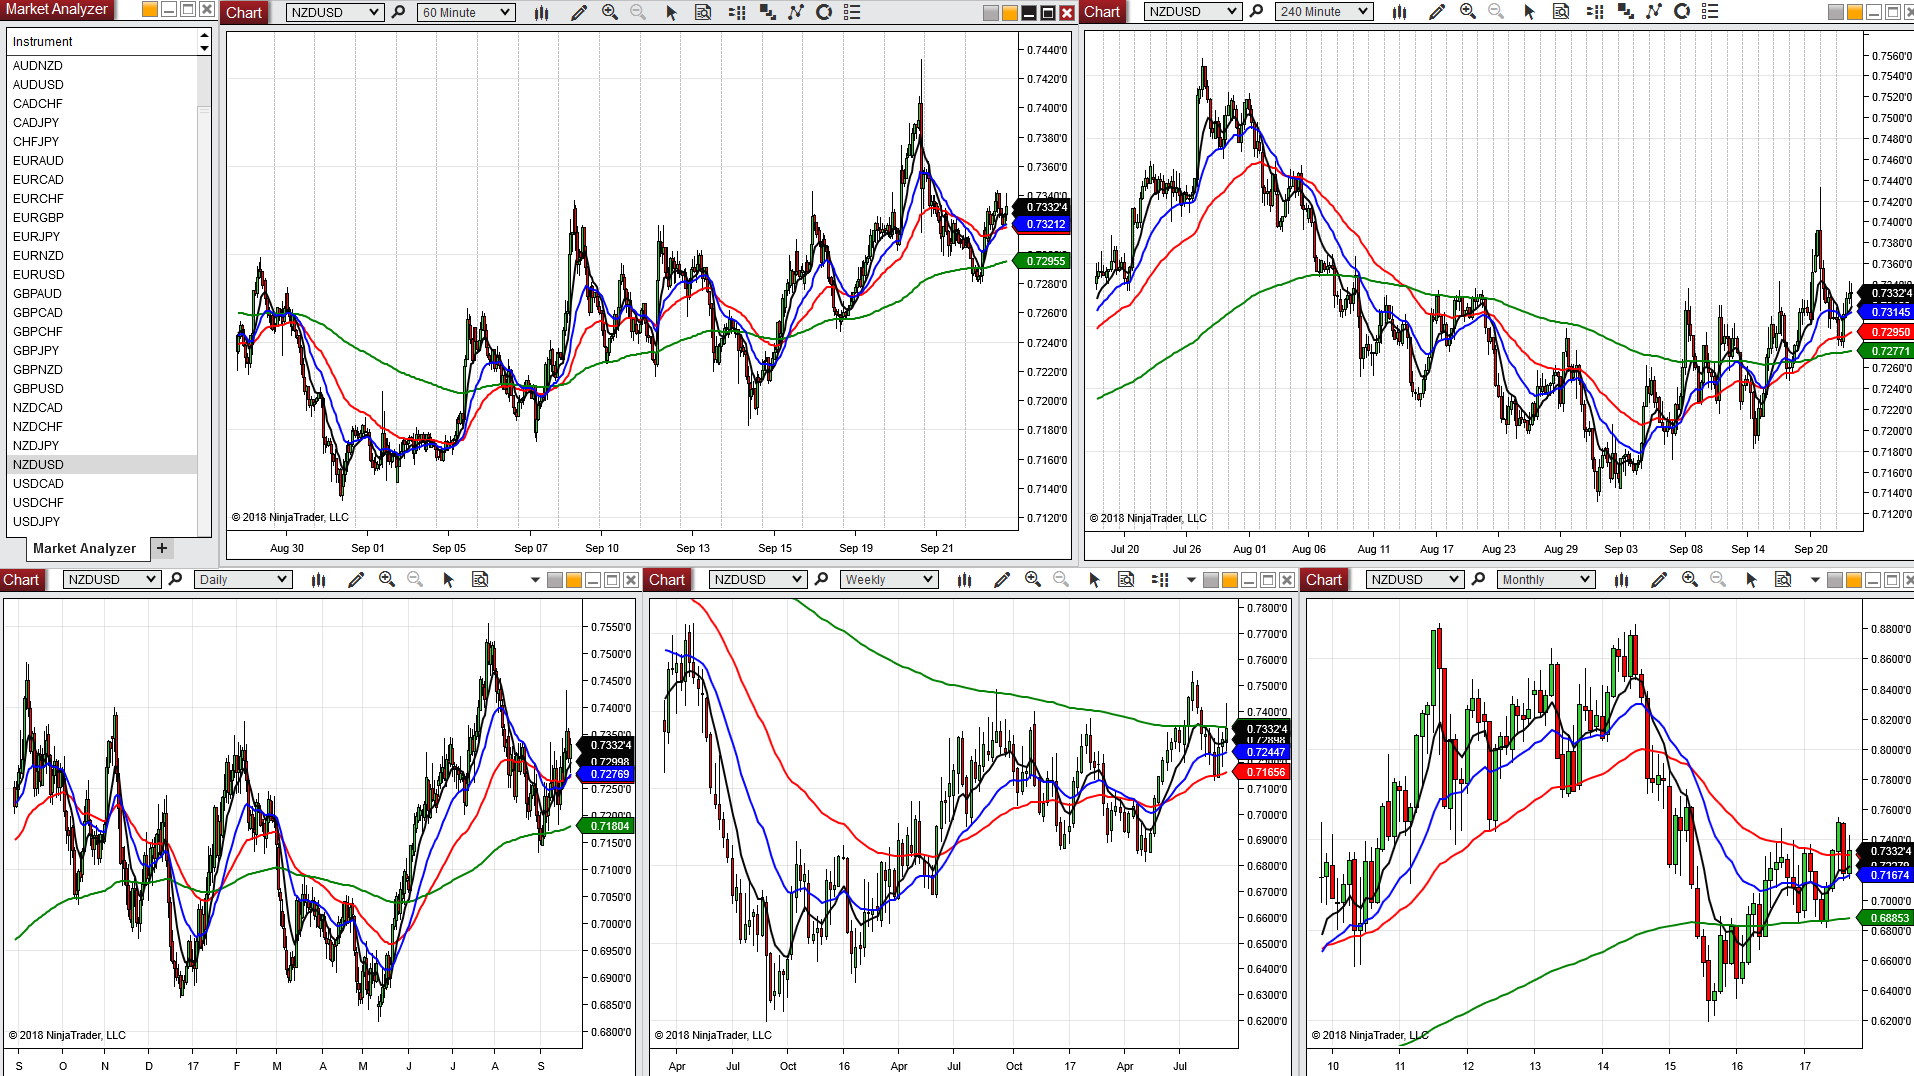 Market Analyzer
Instrument
AUDNZD
AUDUSD
CADCHF
CADJPY
CHFJPY
EURAUD
EURCAD
EURCHF
EURGBP
EURJPY
EURNZD
EURUSD
GBPAUD
GBPCAD
GBPCHF
GBPJPY
GBPNZD
GBPUSD
NZDCAD
NZDCHF
NZDJPY
NZDUSD
USDCAD
USDCHF
USDJPY
Market Analyzer +
Chart NZDUSD 60 Minute
0.7440'0
0.7420'0
0.7400'0
0.7380'0
0.7360'0
0.7340'0
0.7332'4
0.73212
0.72955
0.7280'0
0.7260'0
0.7240'0
0.7220'0
0.7200'0
0.7180'0
0.7160'0
0.7140'0
0.7120'0
© 2018 NinjaTrader, LLC
Aug 30 Sep 01 Sep 05 Sep 07 Sep 10 Sep 13 Sep 15 Sep 19 Sep 21
Chart NZDUSD 240 Minute
0.7560'0
0.7540'0
0.7520'0
0.7500'0
0.7480'0
0.7460'0
0.7440'0
0.7420'0
0.7400'0
0.7380'0
0.7360'0
0.7332'4
0.73145
0.72950
0.72771
0.7260'0
0.7240'0
0.7220'0
0.7200'0
0.7180'0
0.7160'0
0.7140'0
0.7120'0
© 2018 NinjaTrader, LLC
Jul 20 Jul 26 Aug 01 Aug 06 Aug 11 Aug 17 Aug 23 Aug 29 Sep 03 Sep 08 Sep 14 Sep 20
Chart NZDUSD Daily
0.7550'0
0.7500'0
0.7450'0
0.7400'0
0.7332'4
0.72998
0.72769
0.7250'0
0.71804
0.7150'0
0.7100'0
0.7050'0
0.7000'0
0.6950'0
0.6900'0
0.6850'0
0.6800'0
© 2018 NinjaTrader, LLC
S O N D 17 F M A M J J A S
Chart NZDUSD Weekly
0.7800'0
0.7700'0
0.7600'0
0.7500'0
0.7400'0
0.7332'4
0.72447
0.71656
0.7100'0
0.7000'0
0.6900'0
0.6800'0
0.6700'0
0.6600'0
0.6500'0
0.6400'0
0.6300'0
0.6200'0
© 2018 NinjaTrader, LLC
Apr Jul Oct 16 Apr Jul Oct 17 Apr Jul
Chart NZDUSD Monthly
0.8800'0
0.8600'0
0.8400'0
0.8200'0
0.8000'0
0.7800'0
0.7600'0
0.7400'0
0.7332'4
0.71674
0.7000'0
0.68853
0.6800'0
0.6600'0
0.6400'0
0.6200'0
© 2018 NinjaTrader, LLC
10 11 12 13 14 15 16 17